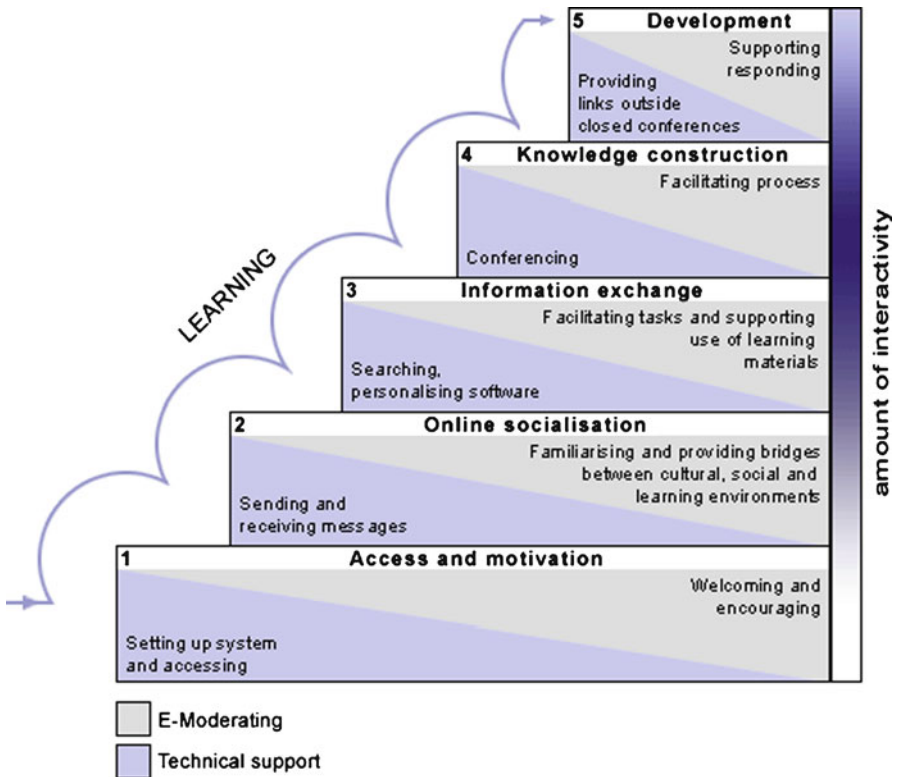 5 Development
Supporting
responding
Providing
links outside
closed conferences
4 Knowledge construction
Facilitating process
Conferencing
3 Information exchange
Facilitating tasks and supporting
use of learning
materials
Searching,
personalising software
2 Online socialisation
Familiarising and providing bridges
between cultural, social and
learning environments
Sending and
receiving messages
1 Access and motivation
Welcoming and
encouraging
Setting up system
and accessing
LEARNING
amount of interactivity
E-Moderating
Technical support